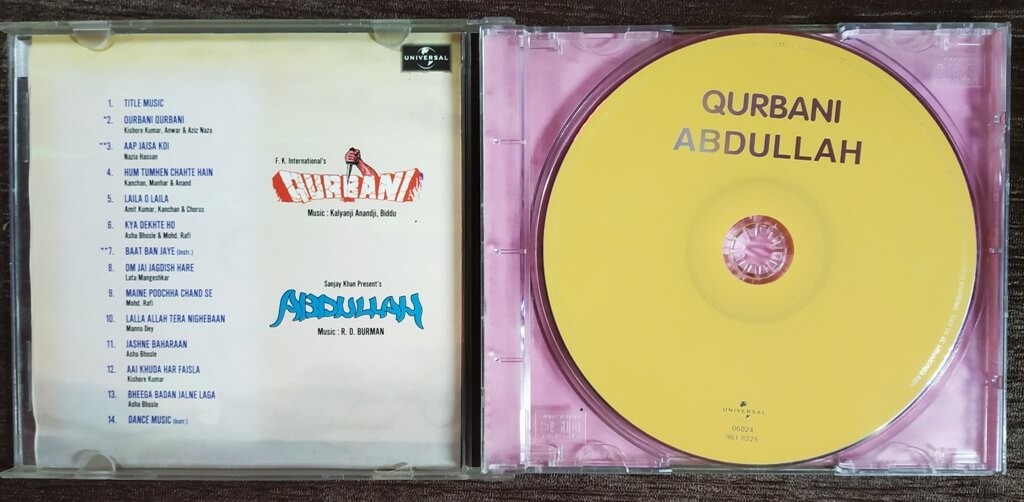 UNIVERSAL
1. TITLE MUSIC
*2. QURBANI QURBANI
Kishore Kumar, Anwar & Aziz Naza
**3. AAP JAISA KOI
Nazia Hassan
4. HUM TUMHEN CHAHTE HAIN
Kanchan, Manhar & Anand
5. LAILA O LAILA
Amit Kumar, Kanchan & Chorus
6. KYA DEKHTE HO
Asha Bhosle & Mohd. Rafi
**7. BAAT BAN JAYE (Instr.)
8. OM JAI JAGDISH HARE
Lata Mangeshkar
9. MAINE POOCHHA CHAND SE
Mohd. Rafi
10. LALLA ALLAH TERA NIGHEBAAN
Manna Dey
11. JASHNE BAHARAAN
Asha Bhosle
12. AAI KHUDA HAR FAISLA
Kishore Kumar
13. BHEEGA BADAN JALNE LAGA
Asha Bhosle
14. DANCE MUSIC (Instr.)
F. K. International's
QURBANI
Music : Kalyanji Anandji, Biddu
Sanjay Khan Present's
ABDULLAH
Music : R. D. BURMAN
QURBANI
ABDULLAH
UNIVERSAL
06024
981 8225